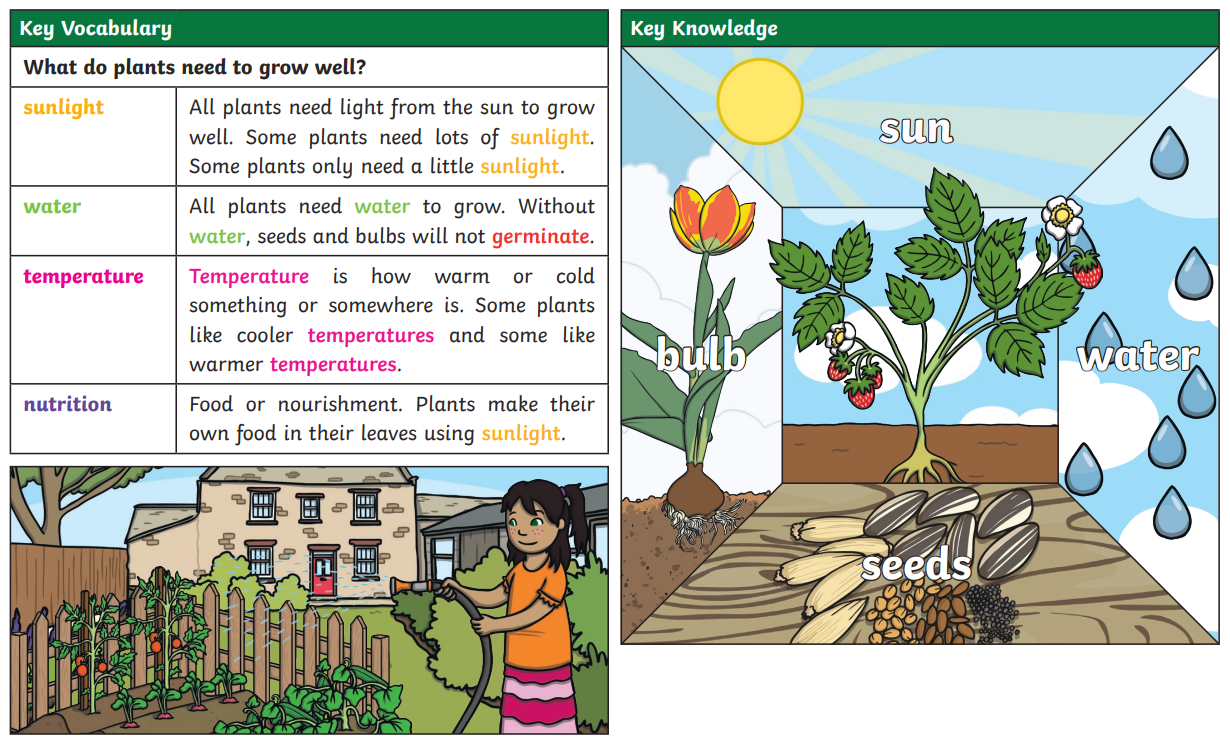 Key Vocabulary
What do plants need to grow well?
sunlight
All plants need light from the sun to grow
well. Some plants need lots of sunlight.
Some plants only need a little sunlight.
water
All plants need water to grow. Without
water, seeds and bulbs will not germinate.
temperature
Temperature is how warm or cold
something or somewhere is. Some plants
like cooler temperatures and some like
warmer temperatures.
nutrition
Food or nourishment. Plants make their
own food in their leaves using sunlight.
Key Knowledge
sun
bulb
water
seeds